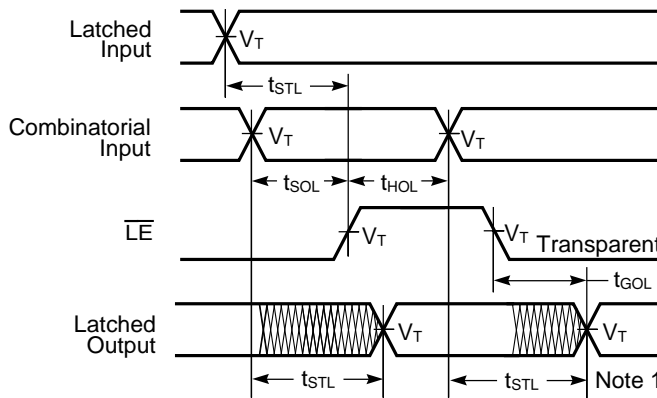 Latched
Input
V_T
t_STL
Combinatorial
Input
V_T
V_T
t_SOL
t_HOL
LE
V_T
V_T
Transparent
t_GOL
Latched
Output
V_T
V_T
t_STL
t_STL
Note 1